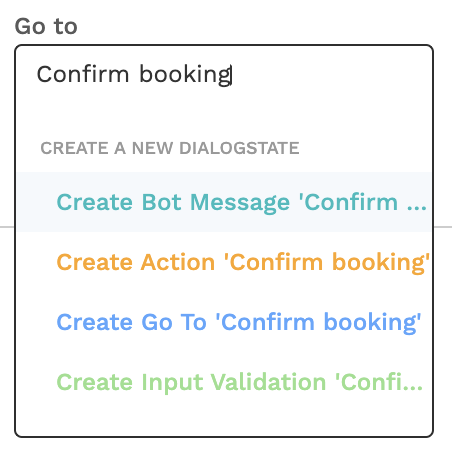 Go to
Confirm booking
CREATE A NEW DIALOGSTATE
Create Bot Message 'Confirm ...
Create Action 'Confirm booking'
Create Go To 'Confirm booking'
Create Input Validation 'Confi...